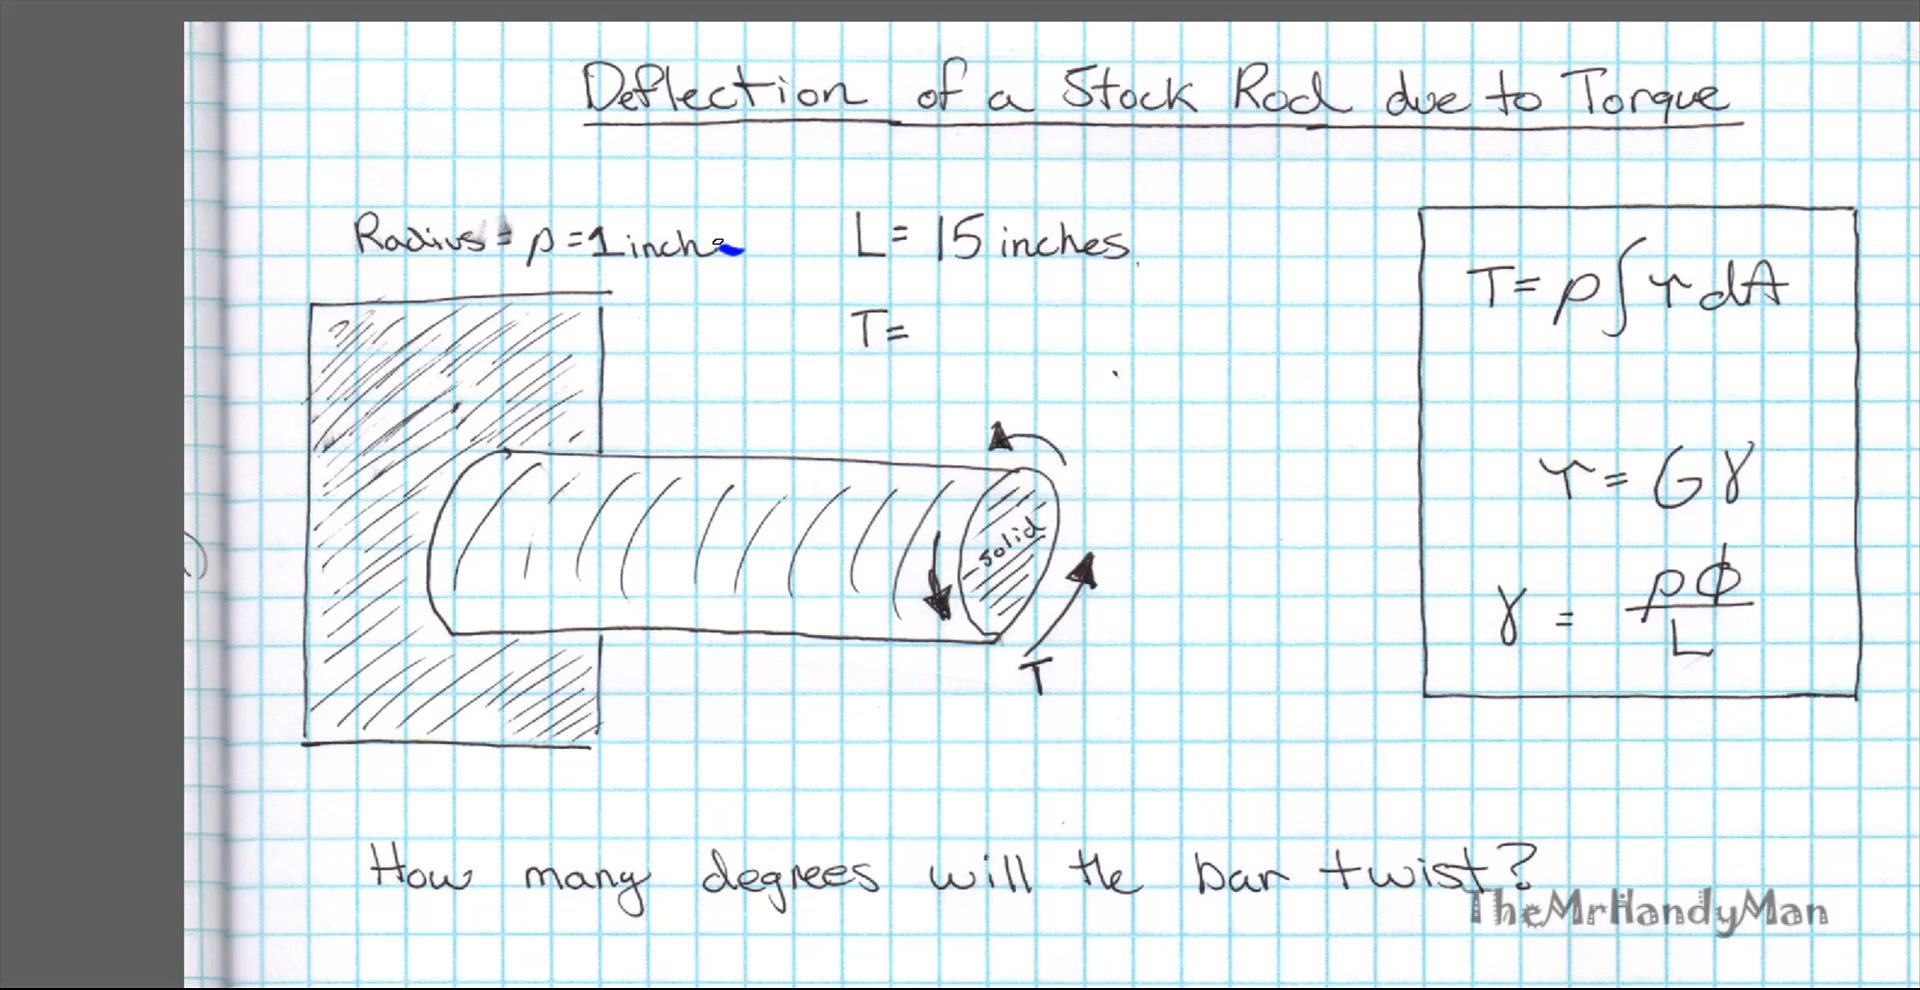 Deflection of a Stock Rod due to Torque
Radius = ρ = 1 inch
L = 15 inches
T =
T = ρ∫τ dA
τ = Gγ
γ = ρΦ/L
Solid
T
How many degrees will the bar twist?
TheMrHandyMan